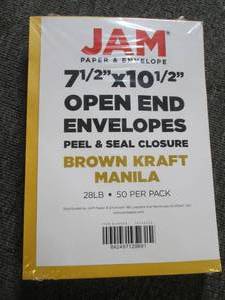 JAM
PAPER & ENVELOPE
7 1/2"x10 1/2"
OPEN END
ENVELOPES
PEEL & SEAL CLOSURE
BROWN KRAFT
MANILA
28LB • 50 PER PACK